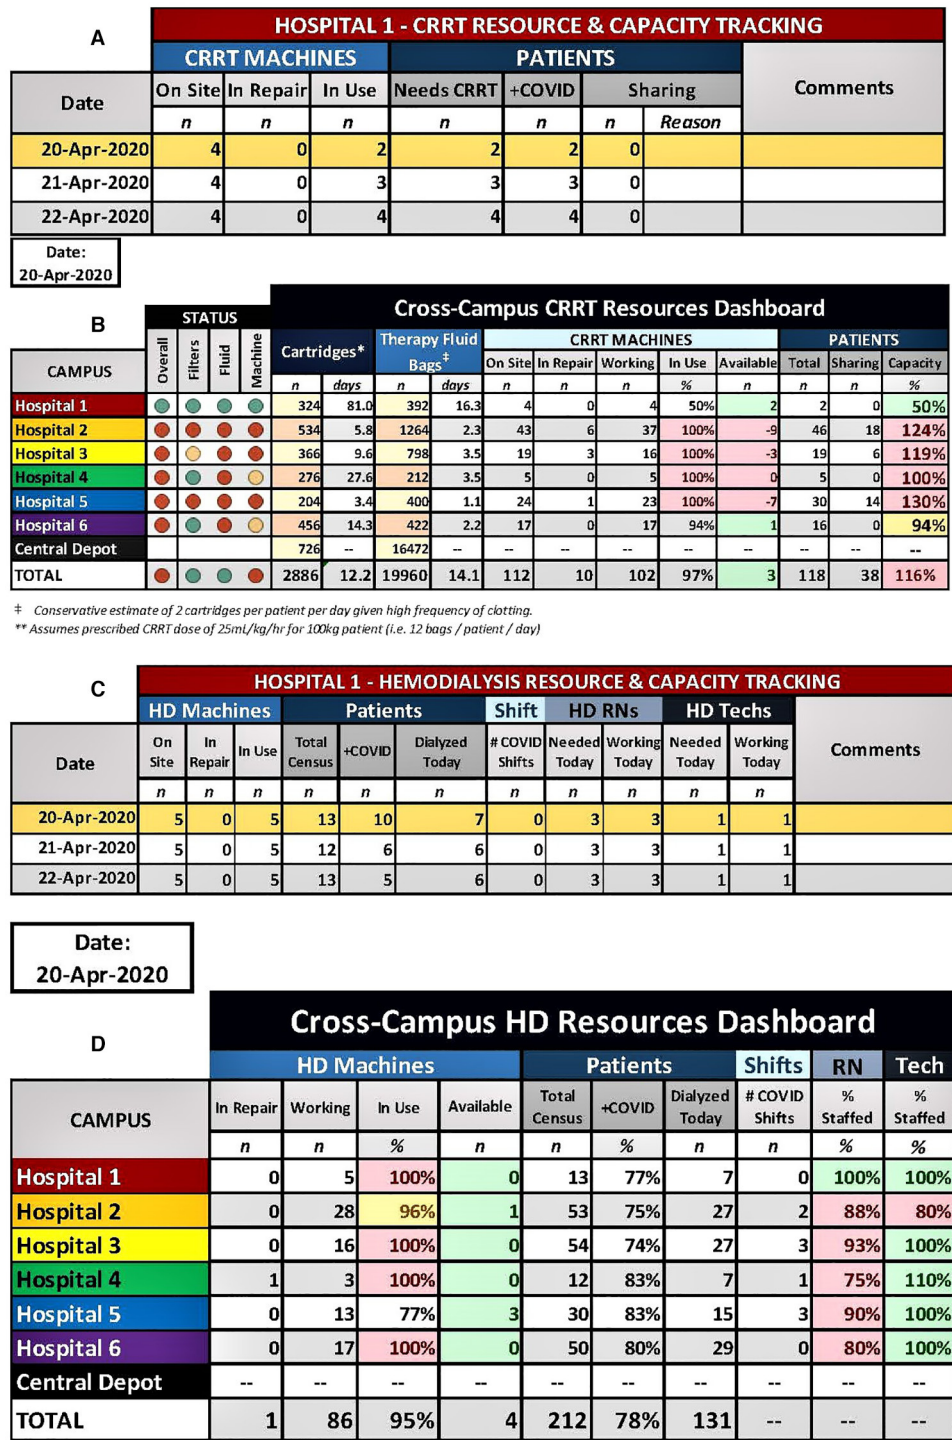 A
HOSPITAL 1 - CRRT RESOURCE & CAPACITY TRACKING
CRRT MACHINES PATIENTS Comments
Date On Site In Repair In Use Needs CRRT +COVID Sharing
n n n n n n Reason
20-Apr-2020 4 0 2 2 2 0
21-Apr-2020 4 0 3 3 3 0
22-Apr-2020 4 0 4 4 4 0
Date:
20-Apr-2020
B
Cross-Campus CRRT Resources Dashboard
STATUS Cartridges* Therapy Fluid Bags‡ CRRT MACHINES PATIENTS
CAMPUS Overall Filters Fluid Machine On Site In Repair Working In Use Available Total Sharing Capacity
n days n days n n n % n n n %
Hospital 1 324 81.0 392 16.3 4 0 4 50% 2 2 0 50%
Hospital 2 534 5.8 1264 2.3 43 6 37 100% -9 46 18 124%
Hospital 3 366 9.6 798 3.5 19 3 16 100% -3 19 6 119%
Hospital 4 276 27.6 212 3.5 5 0 5 100% 0 5 0 100%
Hospital 5 204 3.4 400 1.1 24 1 23 100% -7 30 14 130%
Hospital 6 456 14.3 422 2.2 17 0 17 94% 1 16 0 94%
Central Depot 726 -- 16472 -- -- -- -- -- -- -- -- --
TOTAL 2886 12.2 19960 14.1 112 10 102 97% 3 118 38 116%
‡ Conservative estimate of 2 cartridges per patient per day given high frequency of clotting.
** Assumes prescribed CRRT dose of 25mL/kg/hr for 100kg patient (i.e. 12 bags / patient / day)
C
HOSPITAL 1 - HEMODIALYSIS RESOURCE & CAPACITY TRACKING
HD Machines Patients Shift HD RNs HD Techs Comments
Date On Site In Repair In Use Total Census +COVID Dialyzed Today # COVID Shifts Needed Today Working Today Needed Today Working Today
n n n n n n n n n n n
20-Apr-2020 5 0 5 13 10 7 0 3 3 1 1
21-Apr-2020 5 0 5 12 6 6 0 3 3 1 1
22-Apr-2020 5 0 5 13 5 6 0 3 3 1 1
Date:
20-Apr-2020
D
Cross-Campus HD Resources Dashboard
HD Machines Patients Shifts RN Tech
CAMPUS In Repair Working In Use Available Total Census +COVID Dialyzed Today # COVID Shifts % Staffed % Staffed
n n % n n % n n % %
Hospital 1 0 5 100% 0 13 77% 7 0 100% 100%
Hospital 2 0 28 96% 1 53 75% 27 2 88% 80%
Hospital 3 0 16 100% 0 54 74% 27 3 93% 100%
Hospital 4 1 3 100% 0 12 83% 7 1 75% 110%
Hospital 5 0 13 77% 3 30 83% 15 3 90% 100%
Hospital 6 0 17 100% 0 50 80% 29 0 80% 100%
Central Depot -- -- -- -- -- -- -- -- -- --
TOTAL 1 86 95% 4 212 78% 131 -- -- --